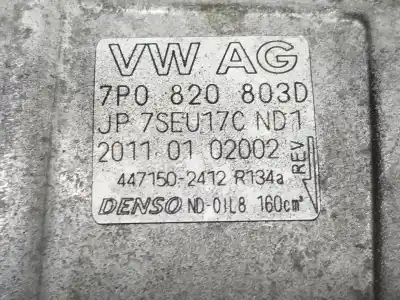 VW AG
7P0 820 803D
JP 7SEU17C ND1
2011 01 02002
447150-2412 R134a
REV
DENSO ND-OIL8 160cm³